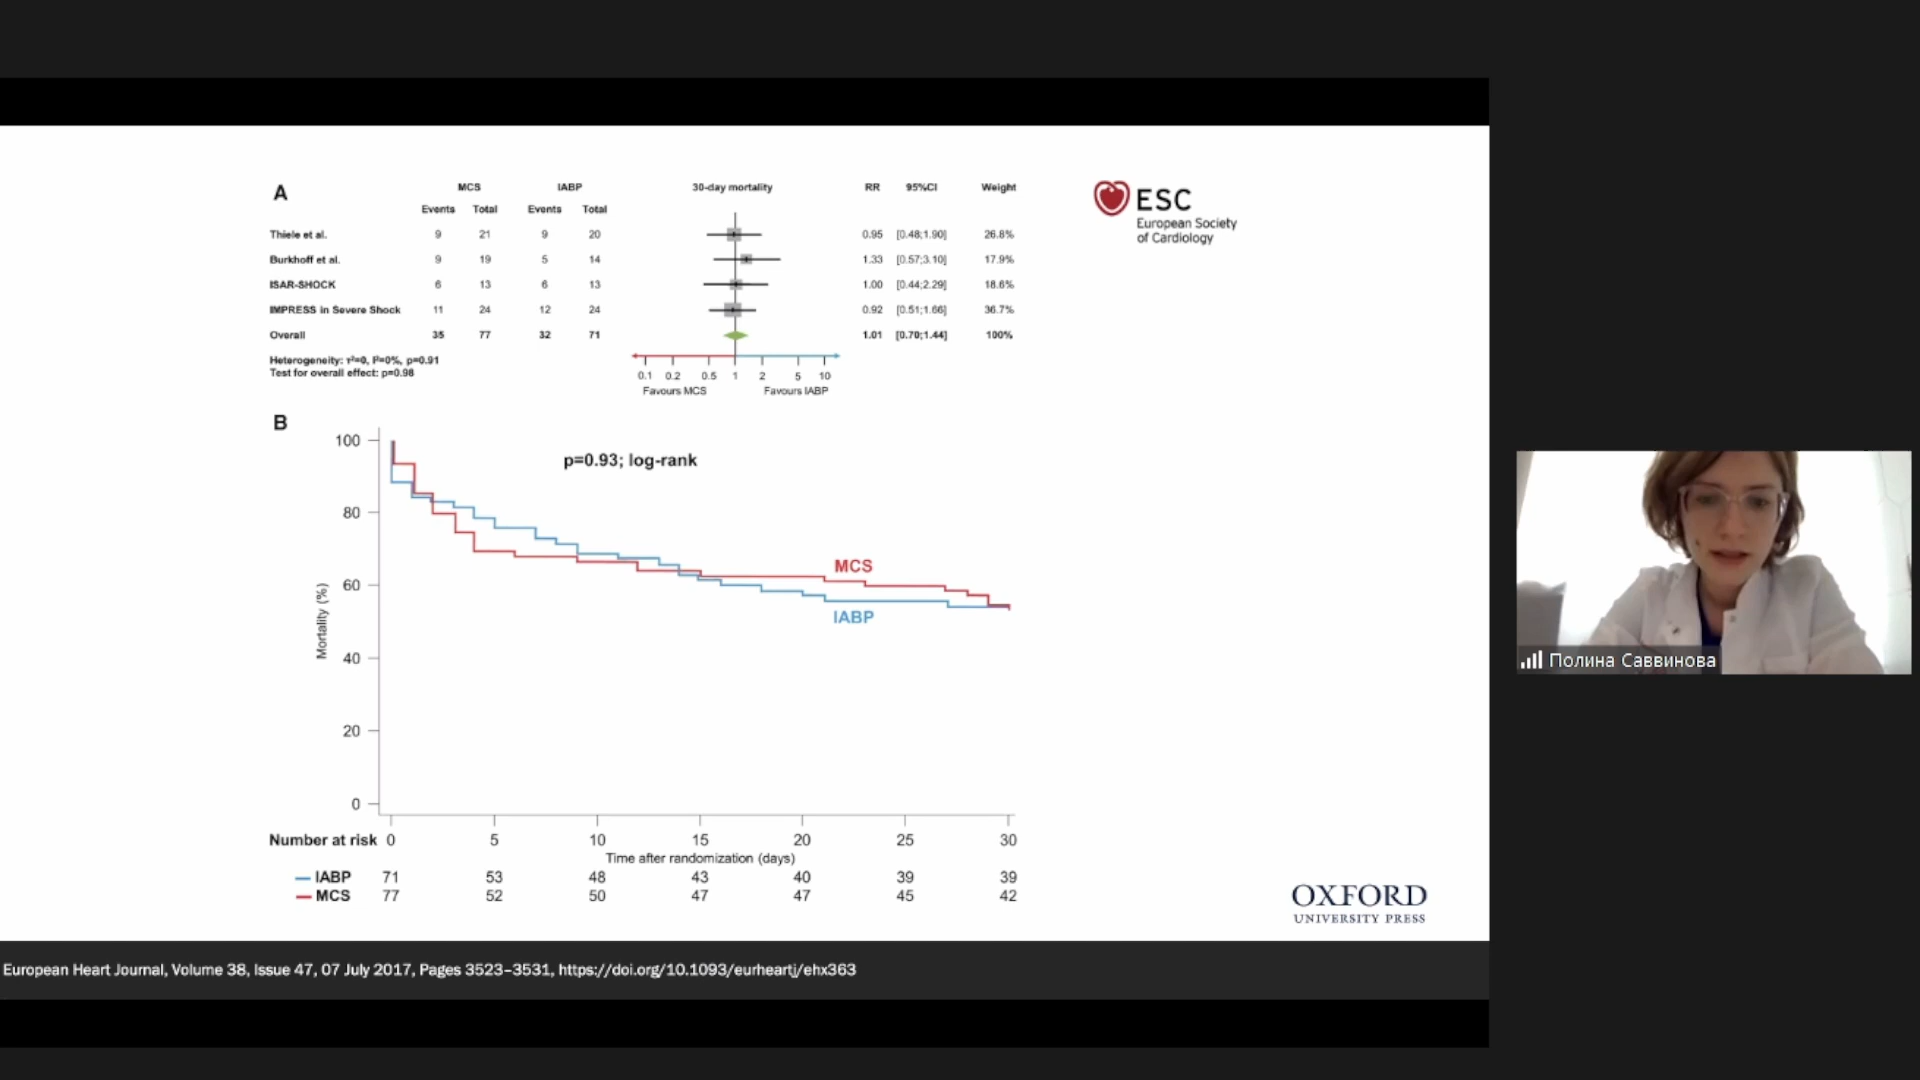 A
MCS IABP 30-day mortality RR 95%CI Weight
Events Total Events Total
Thiele et al. 9 21 9 20 0.95 [0.48;1.90] 26.8%
Burkhoff et al. 9 19 5 14 1.33 [0.57;3.10] 17.9%
ISAR-SHOCK 6 13 6 13 1.00 [0.44;2.29] 18.6%
IMPRESS in Severe Shock 11 24 12 24 0.92 [0.51;1.66] 36.7%
Overall 35 77 32 71 1.01 [0.70;1.44] 100%
Heterogeneity: τ²=0, I²=0%, p=0.91
Test for overall effect: p=0.98
0.1 0.2 0.5 1 2 5 10
Favours MCS Favours IABP
ESC
European Society
of Cardiology
B
100
80
60
40
20
0
Mortality (%)
p=0.93; log-rank
MCS
IABP
Number at risk 0 5 10 15 20 25 30
Time after randomization (days)
IABP 71 53 48 43 40 39 39
MCS 77 52 50 47 47 45 42
OXFORD
UNIVERSITY PRESS
European Heart Journal, Volume 38, Issue 47, 07 July 2017, Pages 3523–3531, https://doi.org/10.1093/eurheartj/ehx363
Полина Саввинова